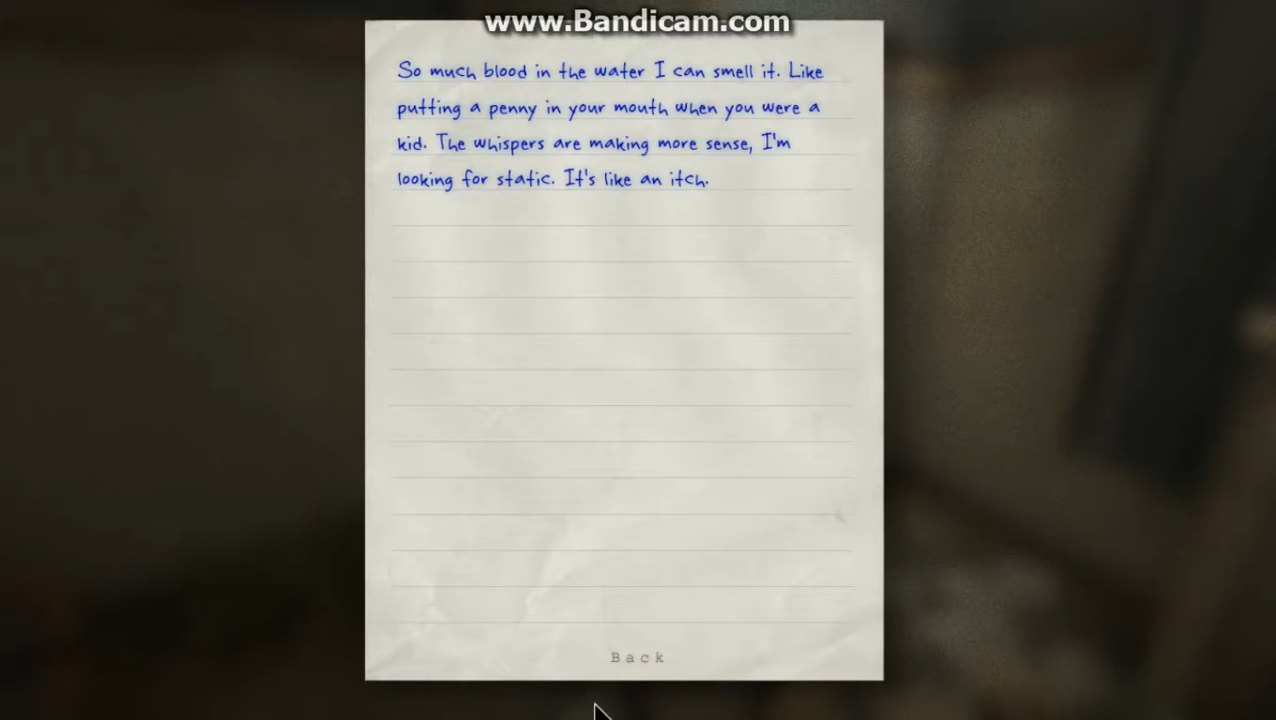 www.Bandicam.com
So much blood in the water I can smell it. Like
putting a penny in your mouth when you were a
kid. The whispers are making more sense, I'm
looking for static. It's like an itch.
Back